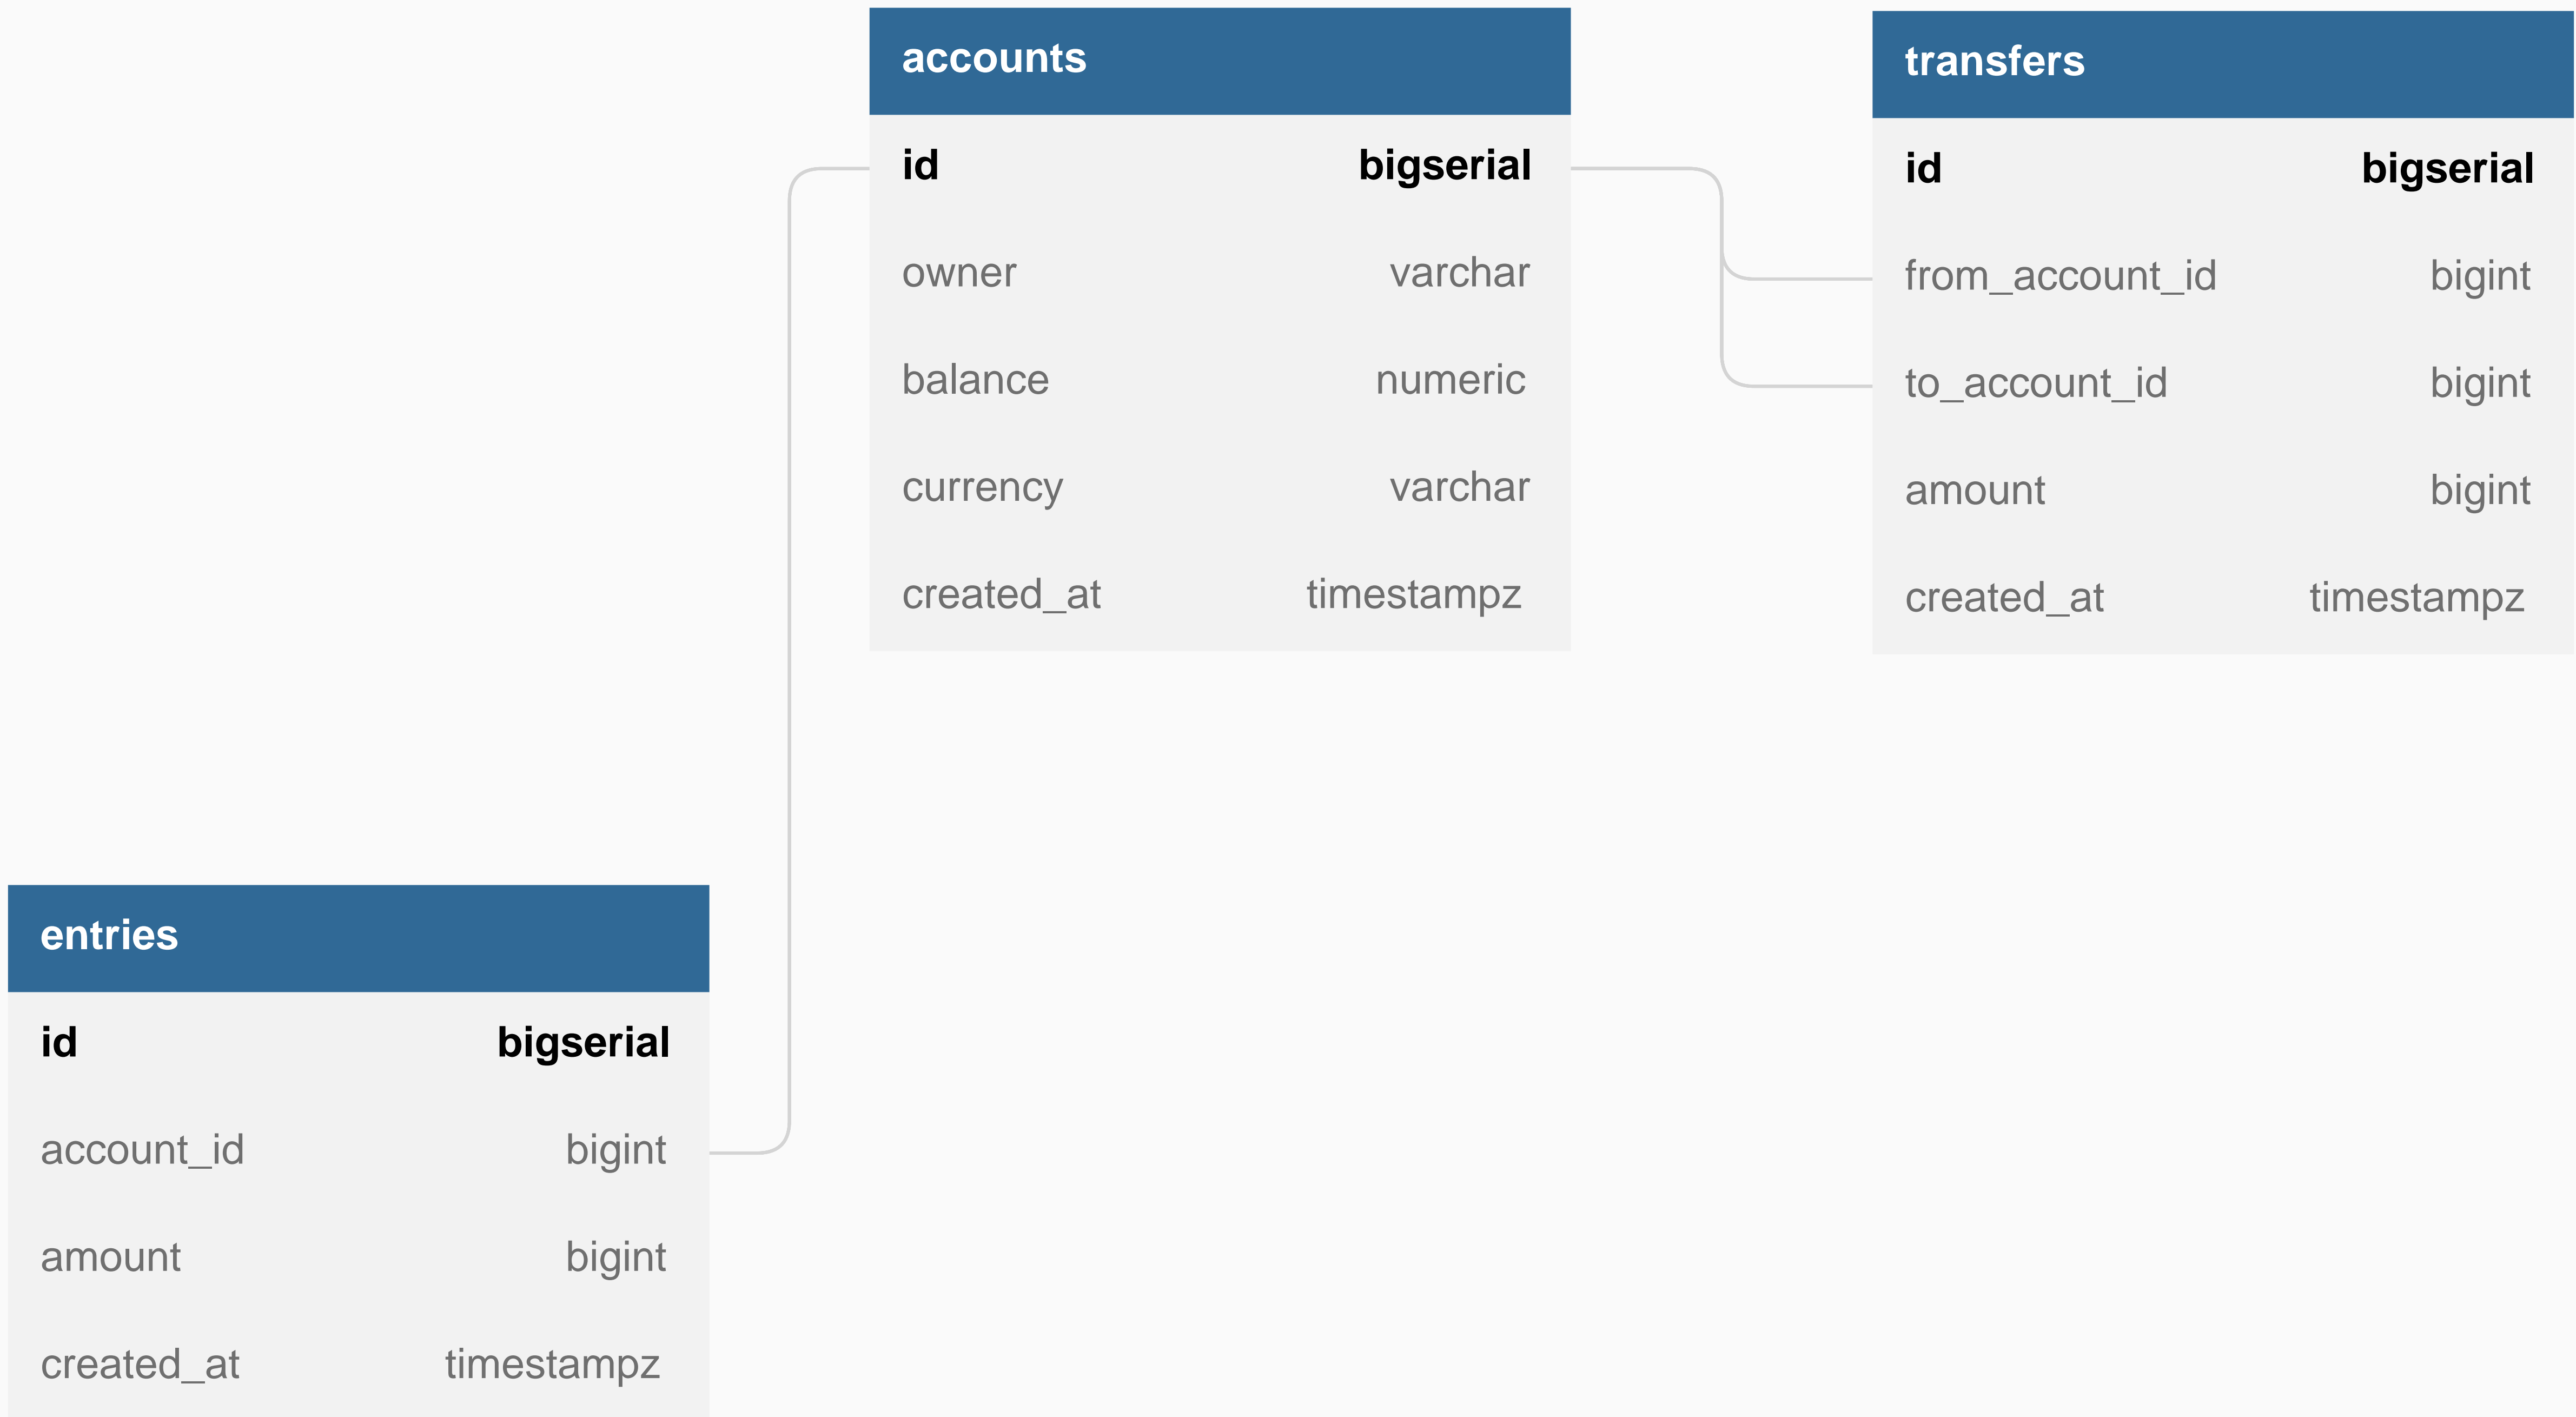 accounts
id bigserial
owner varchar
balance numeric
currency varchar
created_at timestampz
transfers
id bigserial
from_account_id bigint
to_account_id bigint
amount bigint
created_at timestampz
entries
id bigserial
account_id bigint
amount bigint
created_at timestampz